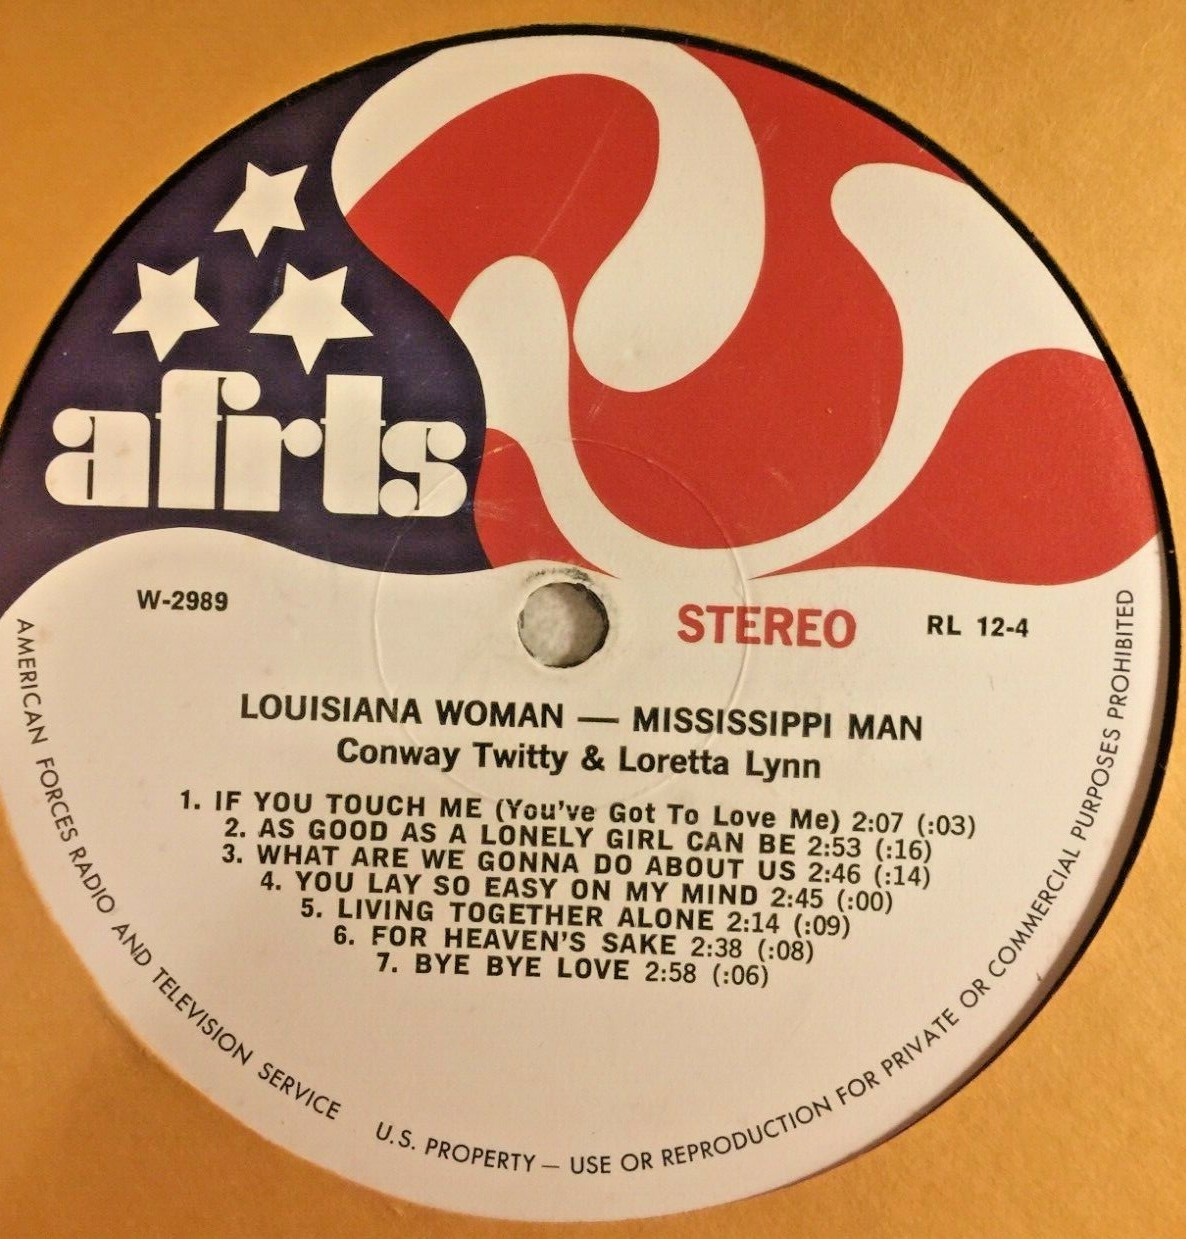 afrts
W-2989
STEREO
RL 12-4
LOUISIANA WOMAN — MISSISSIPPI MAN
Conway Twitty & Loretta Lynn
1. IF YOU TOUCH ME (You've Got To Love Me) 2:07 (:03)
2. AS GOOD AS A LONELY GIRL CAN BE 2:53 (:16)
3. WHAT ARE WE GONNA DO ABOUT US 2:46 (:14)
4. YOU LAY SO EASY ON MY MIND 2:45 (:00)
5. LIVING TOGETHER ALONE 2:14 (:09)
6. FOR HEAVEN'S SAKE 2:38 (:08)
7. BYE BYE LOVE 2:58 (:06)
AMERICAN FORCES RADIO AND TELEVISION SERVICE
U.S. PROPERTY — USE OR REPRODUCTION FOR PRIVATE OR COMMERCIAL PURPOSES PROHIBITED